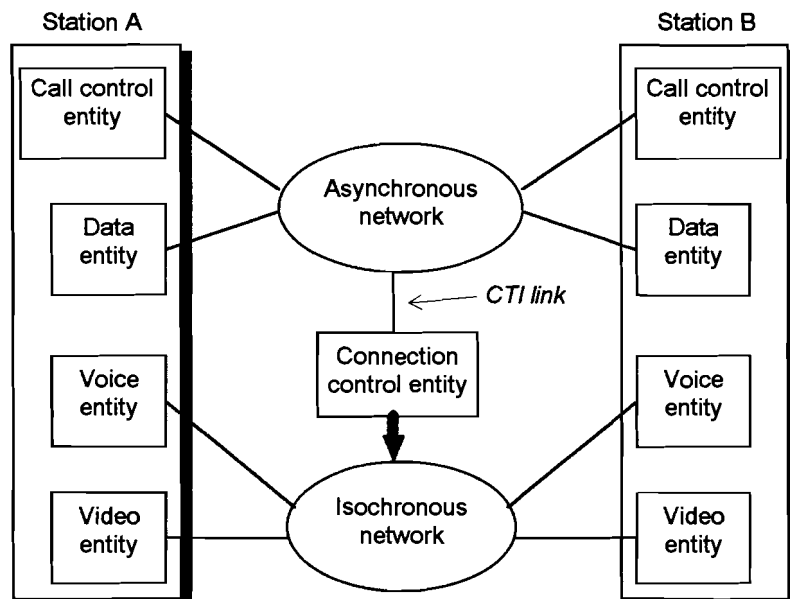 Station A
Station B
Call control
entity
Call control
entity
Asynchronous
network
Data
entity
Data
entity
CTI link
Connection
control entity
Voice
entity
Voice
entity
Isochronous
network
Video
entity
Video
entity